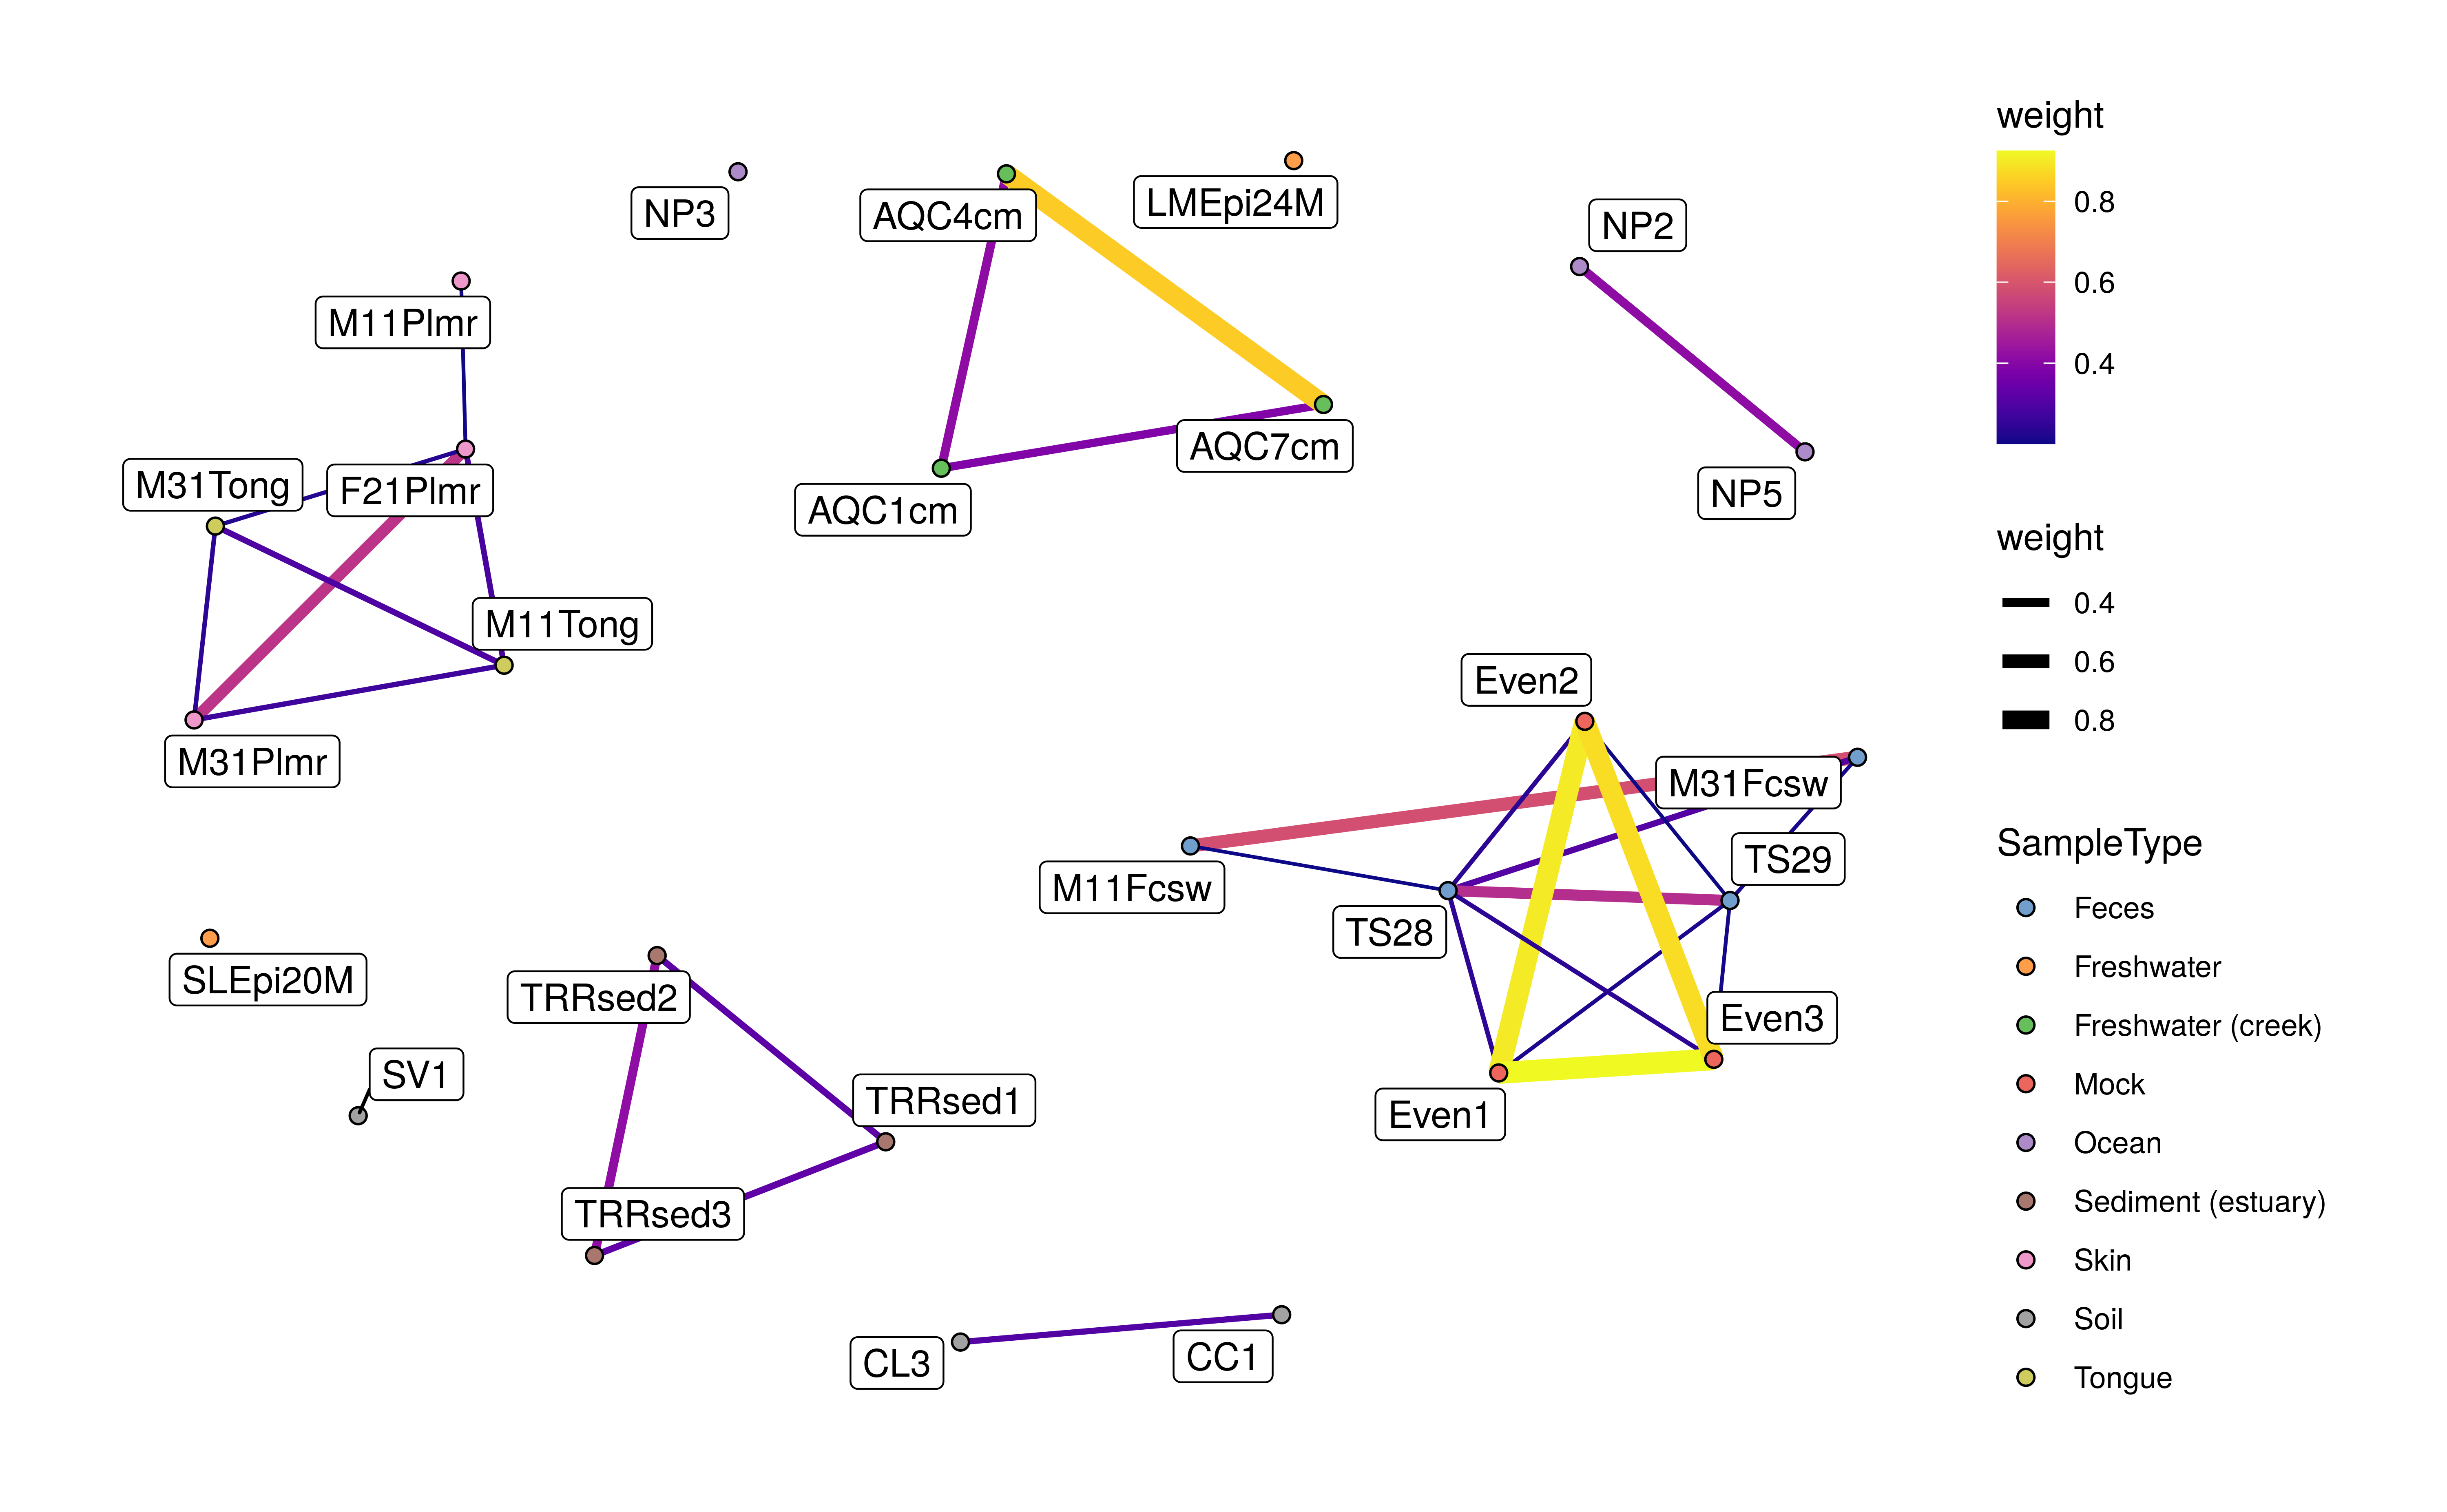 NP3
AQC4cm
LMEpi24M
NP2
M11Plmr
M31Tong
F21Plmr
AQC7cm
AQC1cm
NP5
M11Tong
M31Plmr
Even2
M31Fcsw
TS29
M11Fcsw
TS28
SLEpi20M
TRRsed2
Even3
SV1
TRRsed1
Even1
TRRsed3
CL3
CC1
weight
0.8
0.6
0.4
weight
0.4
0.6
0.8
SampleType
Feces
Freshwater
Freshwater (creek)
Mock
Ocean
Sediment (estuary)
Skin
Soil
Tongue